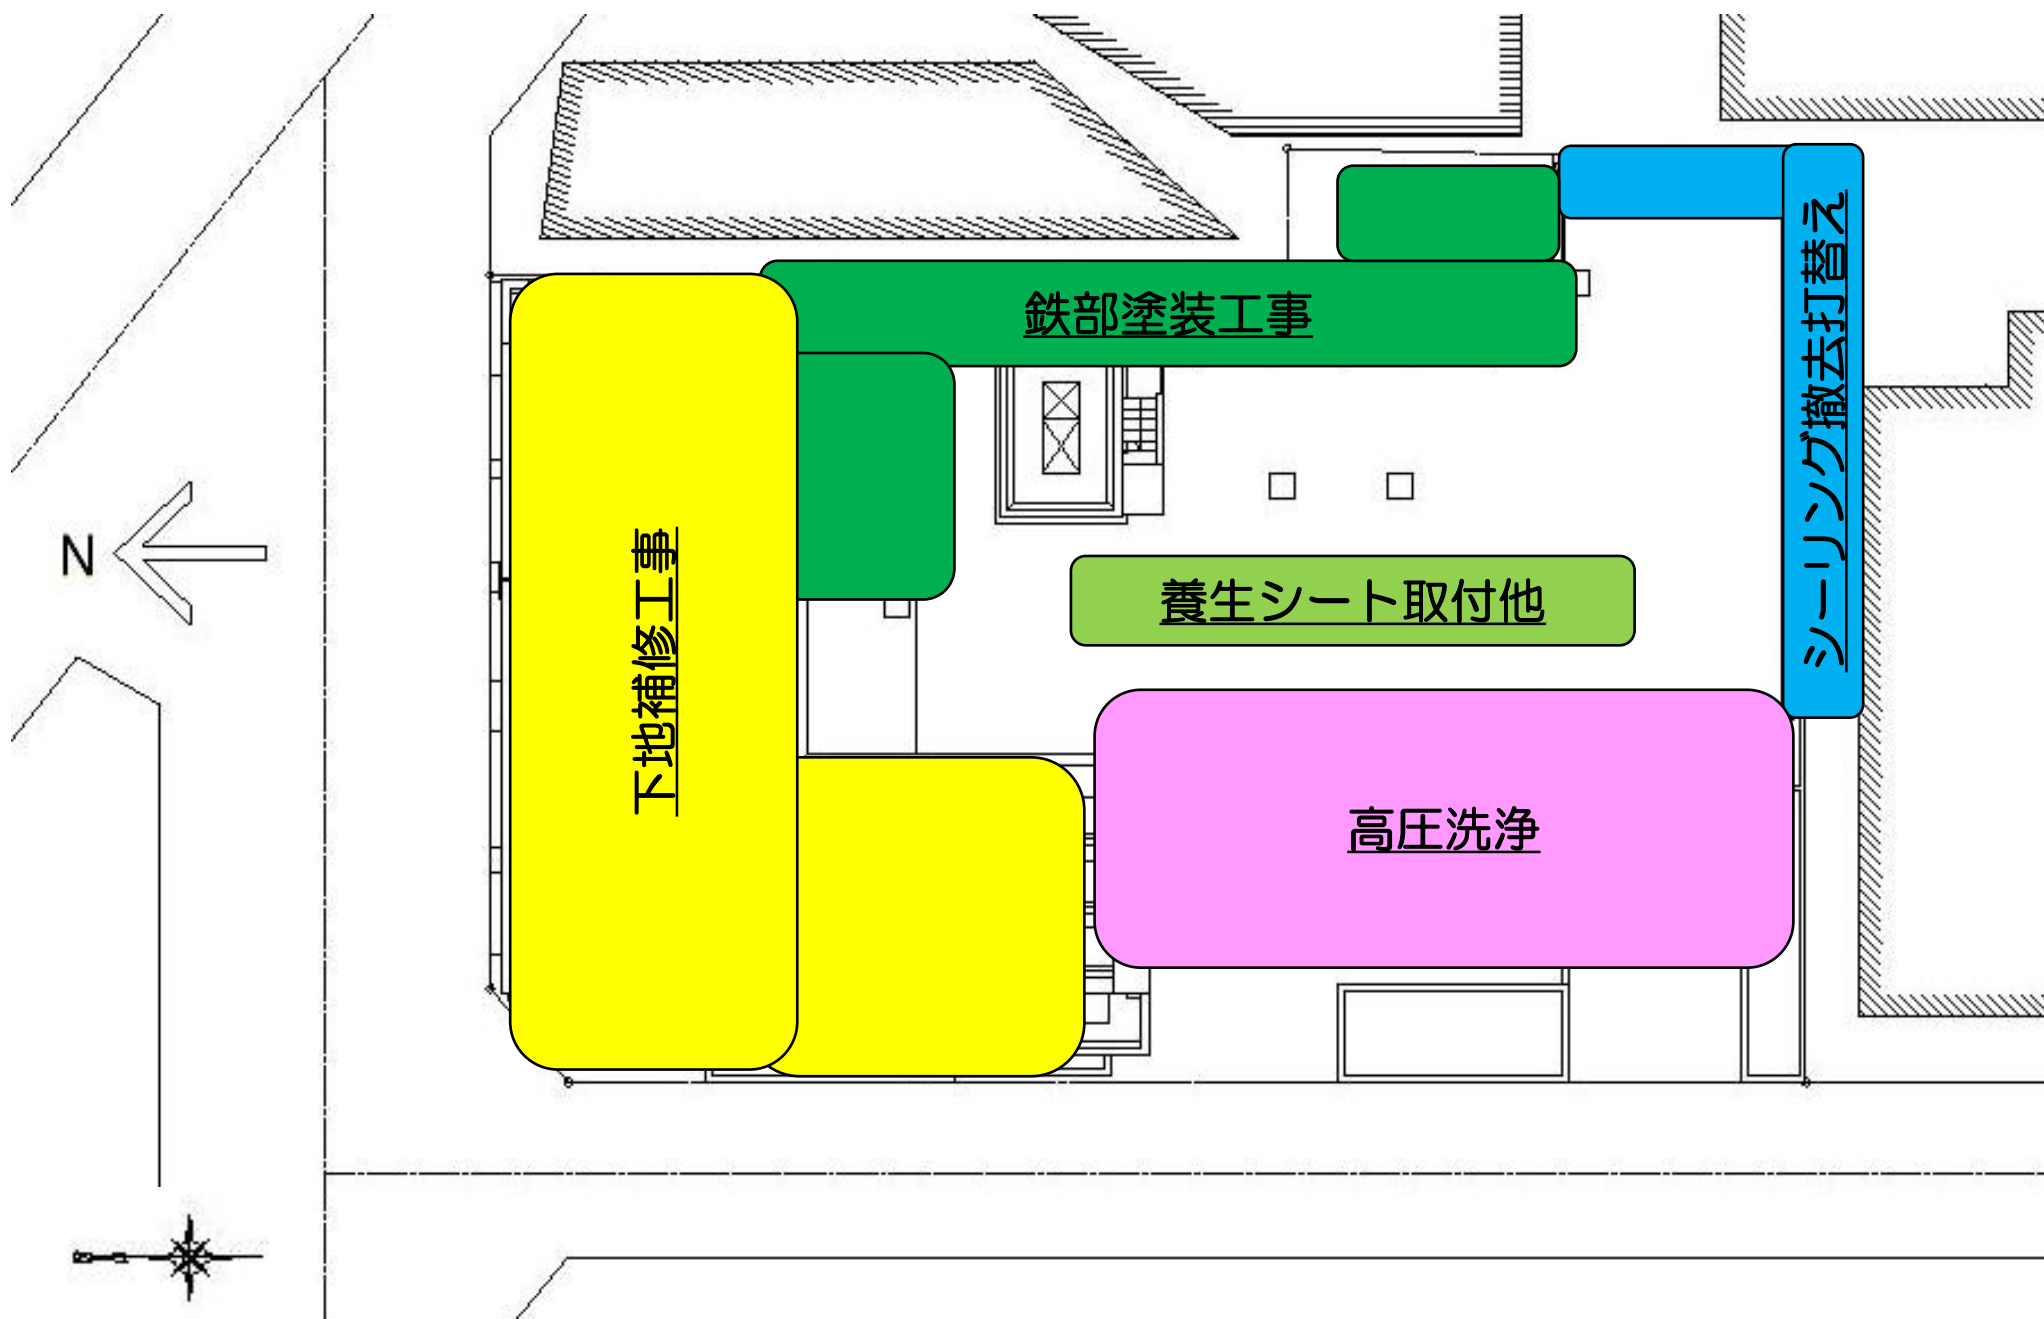 鉄部塗装工事
シーリング撤去打替え
N
下地補修工事
養生シート取付他
高圧洗浄